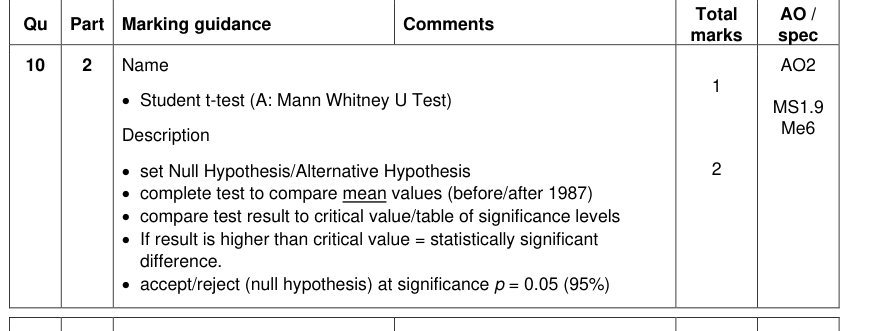 Qu Part Marking guidance Comments Total marks AO / spec
10 2 Name AO2
• Student t-test (A: Mann Whitney U Test) 1
MS1.9
Description Me6
• set Null Hypothesis/Alternative Hypothesis 2
• complete test to compare mean values (before/after 1987)
• compare test result to critical value/table of significance levels
• If result is higher than critical value = statistically significant
difference.
• accept/reject (null hypothesis) at significance p = 0.05 (95%)